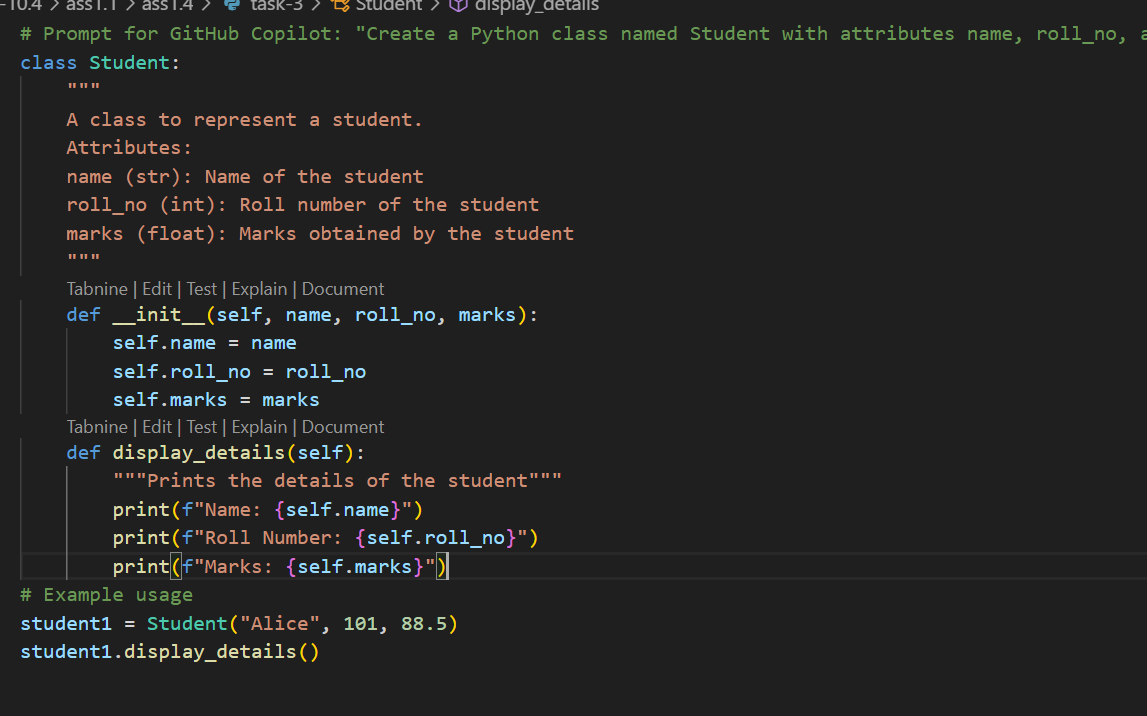 -10.4 > ass1.1 > ass1.4 > task-3 > Student > display_details
# Prompt for GitHub Copilot: "Create a Python class named Student with attributes name, roll_no,
class Student:
    """
    A class to represent a student.
    Attributes:
    name (str): Name of the student
    roll_no (int): Roll number of the student
    marks (float): Marks obtained by the student
    """
    Tabnine | Edit | Test | Explain | Document
    def __init__(self, name, roll_no, marks):
        self.name = name
        self.roll_no = roll_no
        self.marks = marks
    Tabnine | Edit | Test | Explain | Document
    def display_details(self):
        """Prints the details of the student"""
        print(f"Name: {self.name}")
        print(f"Roll Number: {self.roll_no}")
        print(f"Marks: {self.marks}")
# Example usage
student1 = Student("Alice", 101, 88.5)
student1.display_details()